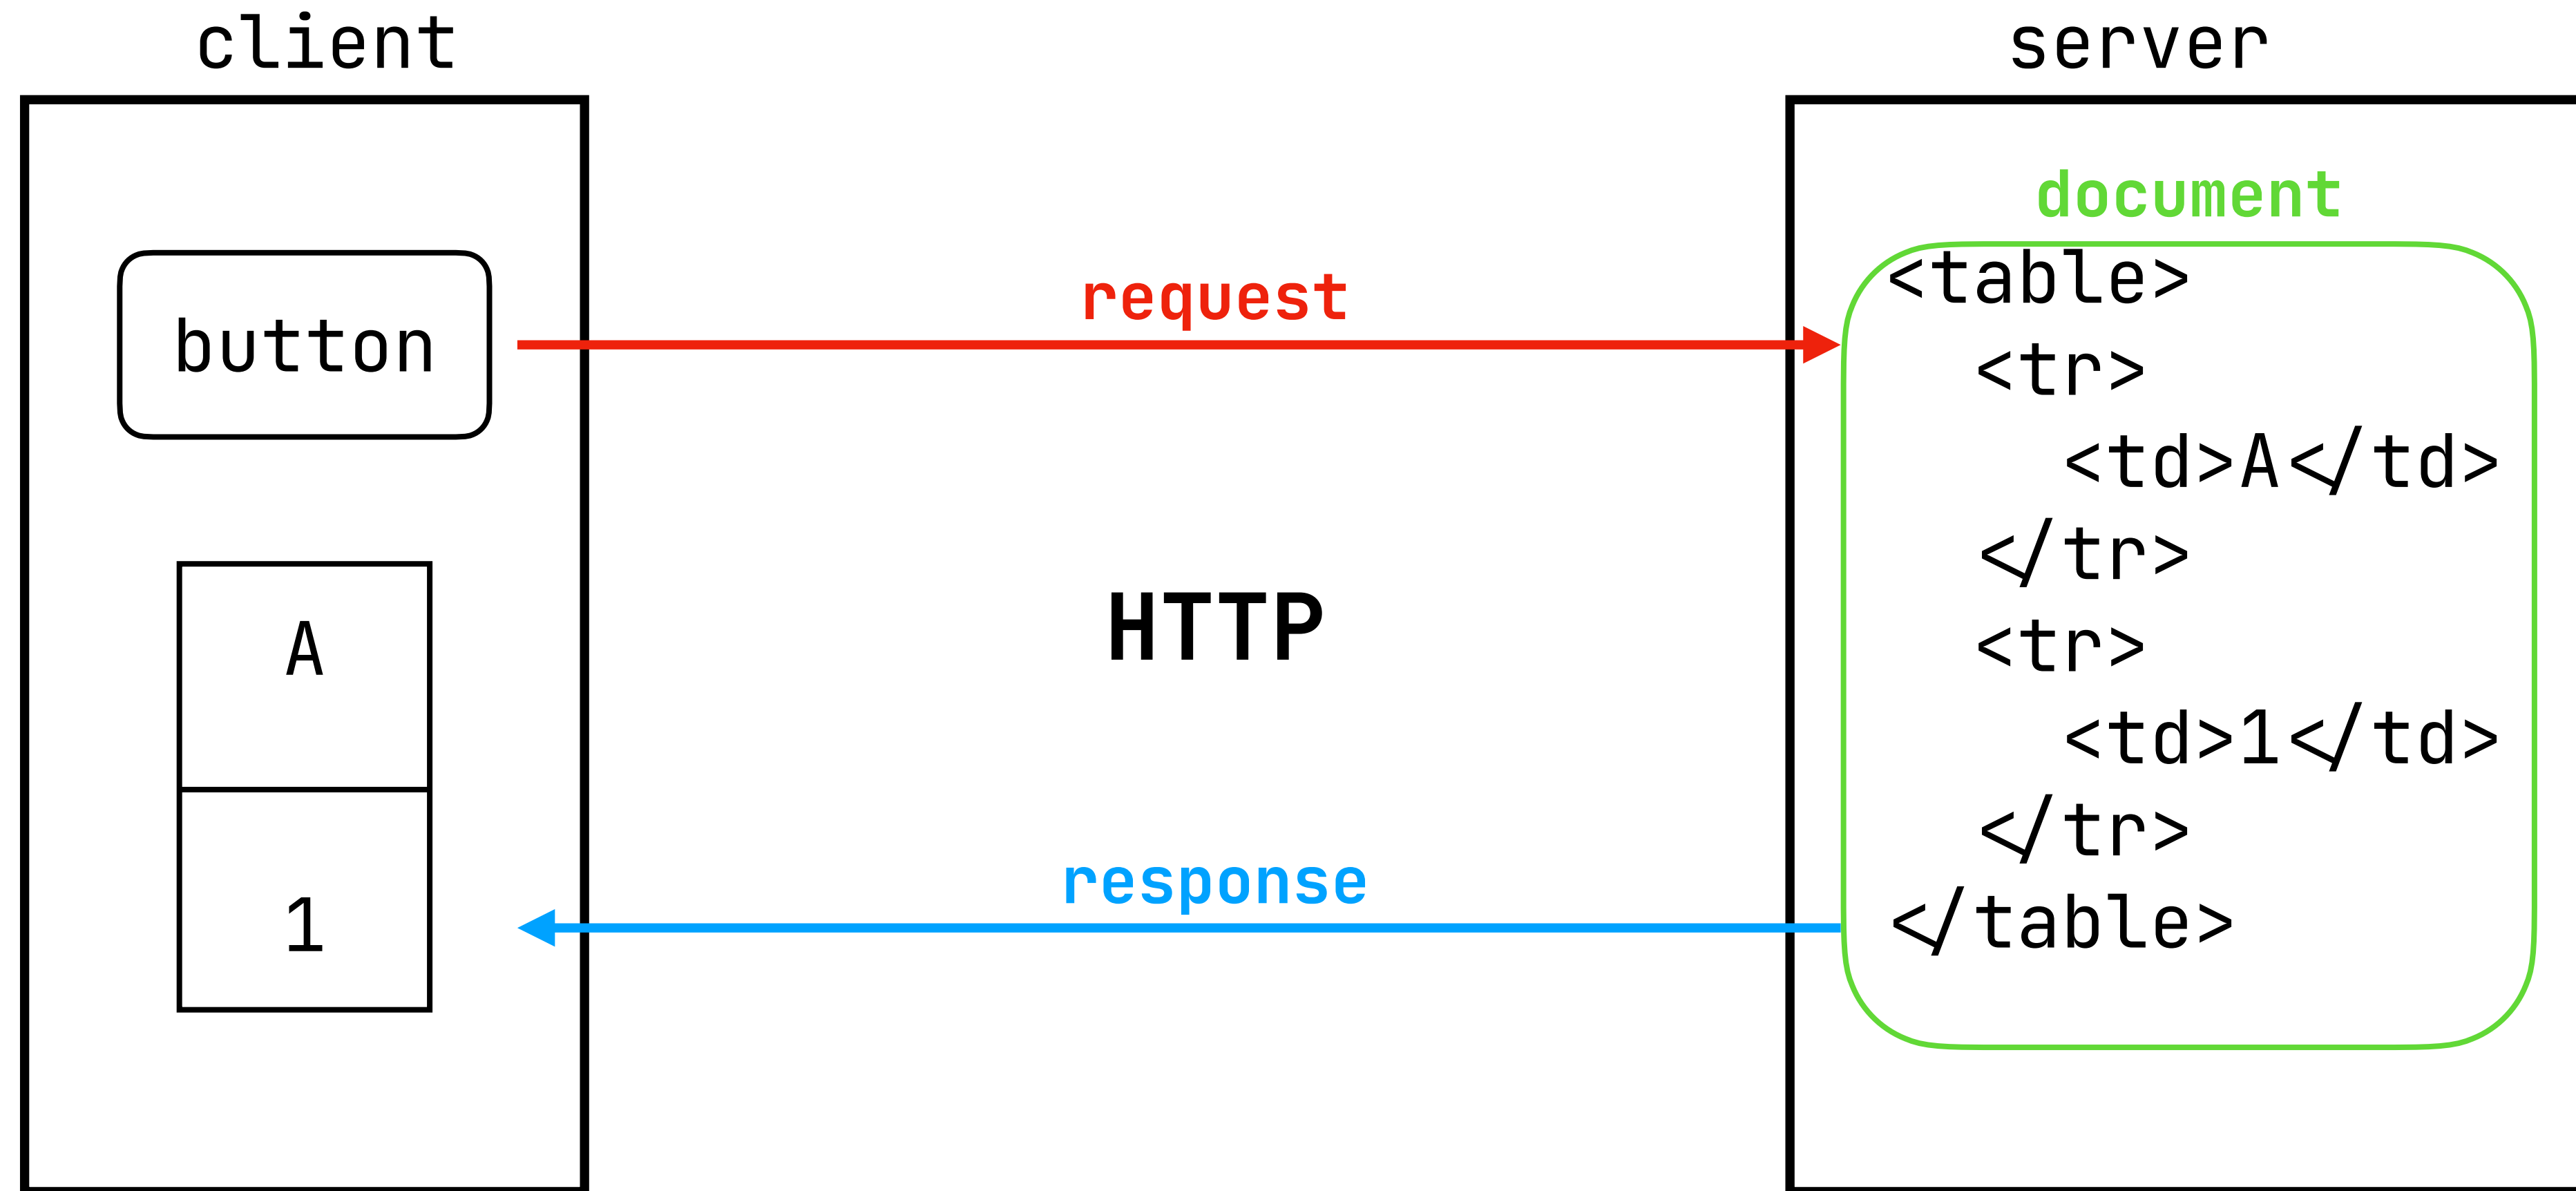 client
server
button
A
1
request
HTTP
response
document
<table>
<tr>
<td>A</td>
</tr>
<tr>
<td>1</td>
</tr>
</table>